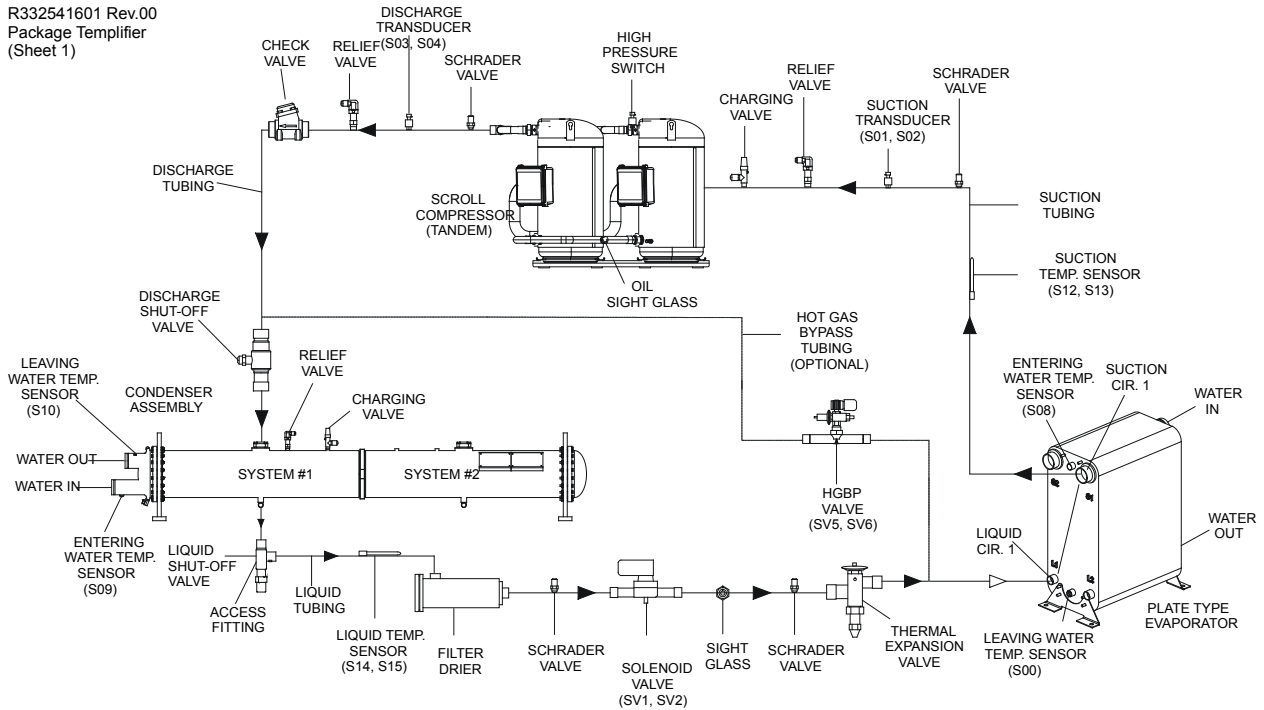 R332541601 Rev.00
Package Templifier
(Sheet 1)
CHECK
VALVE
RELIEF
VALVE
DISCHARGE
TRANSDUCER
(S03, S04)
SCHRADER
VALVE
HIGH
PRESSURE
SWITCH
CHARGING
VALVE
RELIEF
VALVE
SUCTION
TRANSDUCER
(S01, S02)
SCHRADER
VALVE
DISCHARGE
TUBING
SCROLL
COMPRESSOR
(TANDEM)
OIL
SIGHT GLASS
SUCTION
TUBING
SUCTION
TEMP. SENSOR
(S12, S13)
DISCHARGE
SHUT-OFF
VALVE
HOT GAS
BYPASS
TUBING
(OPTIONAL)
LEAVING
WATER TEMP.
SENSOR
(S10)
CONDENSER
ASSEMBLY
RELIEF
VALVE
CHARGING
VALVE
ENTERING
WATER TEMP.
SENSOR
(S08)
SUCTION
CIR. 1
WATER
IN
WATER OUT
WATER IN
SYSTEM #1
SYSTEM #2
HGBP
VALVE
(SV5, SV6)
S2
S1
L1
L2
LIQUID
CIR. 1
WATER
OUT
ENTERING
WATER TEMP.
SENSOR
(S09)
LIQUID
SHUT-OFF
VALVE
ACCESS
FITTING
LIQUID
TUBING
LIQUID TEMP.
SENSOR
(S14, S15)
FILTER
DRIER
SCHRADER
VALVE
SOLENOID
VALVE
(SV1, SV2)
SIGHT
GLASS
SCHRADER
VALVE
THERMAL
EXPANSION
VALVE
LEAVING WATER
TEMP. SENSOR
(S00)
PLATE TYPE
EVAPORATOR